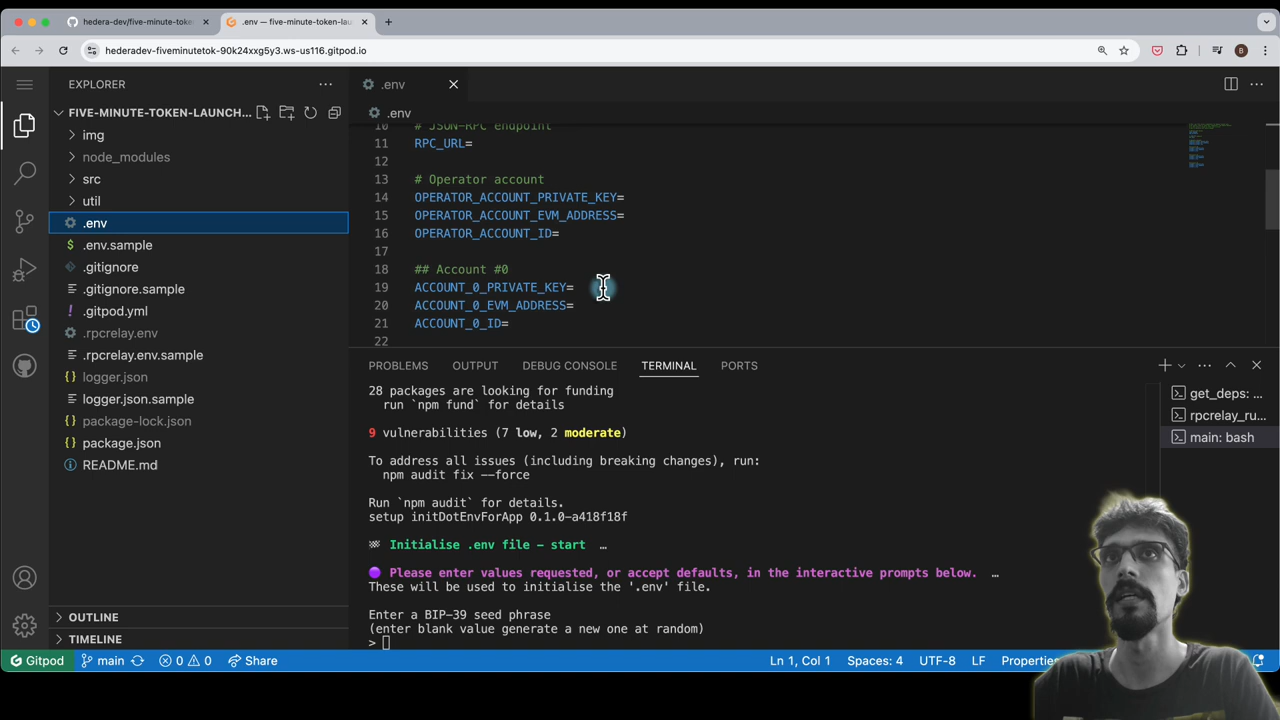 hedera-dev/five-minute-toke
.env — five-minute-token-lau
hederadev-fiveminutetok-90k24xxg5y3.ws-us116.gitpod.io
B
EXPLORER
FIVE-MINUTE-TOKEN-LAUNCH...
img
node_modules
src
util
.env
.env.sample
.gitignore
.gitignore.sample
.gitpod.yml
.rpcrelay.env
.rpcrelay.env.sample
logger.json
logger.json.sample
package-lock.json
package.json
README.md
OUTLINE
TIMELINE
.env
.env
10 # JSON-RPC endpoint
11 RPC_URL=
12
13 # Operator account
14 OPERATOR_ACCOUNT_PRIVATE_KEY=
15 OPERATOR_ACCOUNT_EVM_ADDRESS=
16 OPERATOR_ACCOUNT_ID=
17
18 ## Account #0
19 ACCOUNT_0_PRIVATE_KEY=
20 ACCOUNT_0_EVM_ADDRESS=
21 ACCOUNT_0_ID=
22
PROBLEMS OUTPUT DEBUG CONSOLE TERMINAL PORTS
28 packages are looking for funding
run `npm fund` for details
9 vulnerabilities (7 low, 2 moderate)
To address all issues (including breaking changes), run:
npm audit fix --force
Run `npm audit` for details.
setup initDotEnvForApp 0.1.0-a418f18f
Initialise .env file - start …
Please enter values requested, or accept defaults, in the interactive prompts below. …
These will be used to initialise the '.env' file.
Enter a BIP-39 seed phrase
(enter blank value generate a new one at random)
>
get_deps: ...
rpcrelay_ru...
main: bash
Gitpod main 0 0 Share
Ln 1, Col 1 Spaces: 4 UTF-8 LF Properties